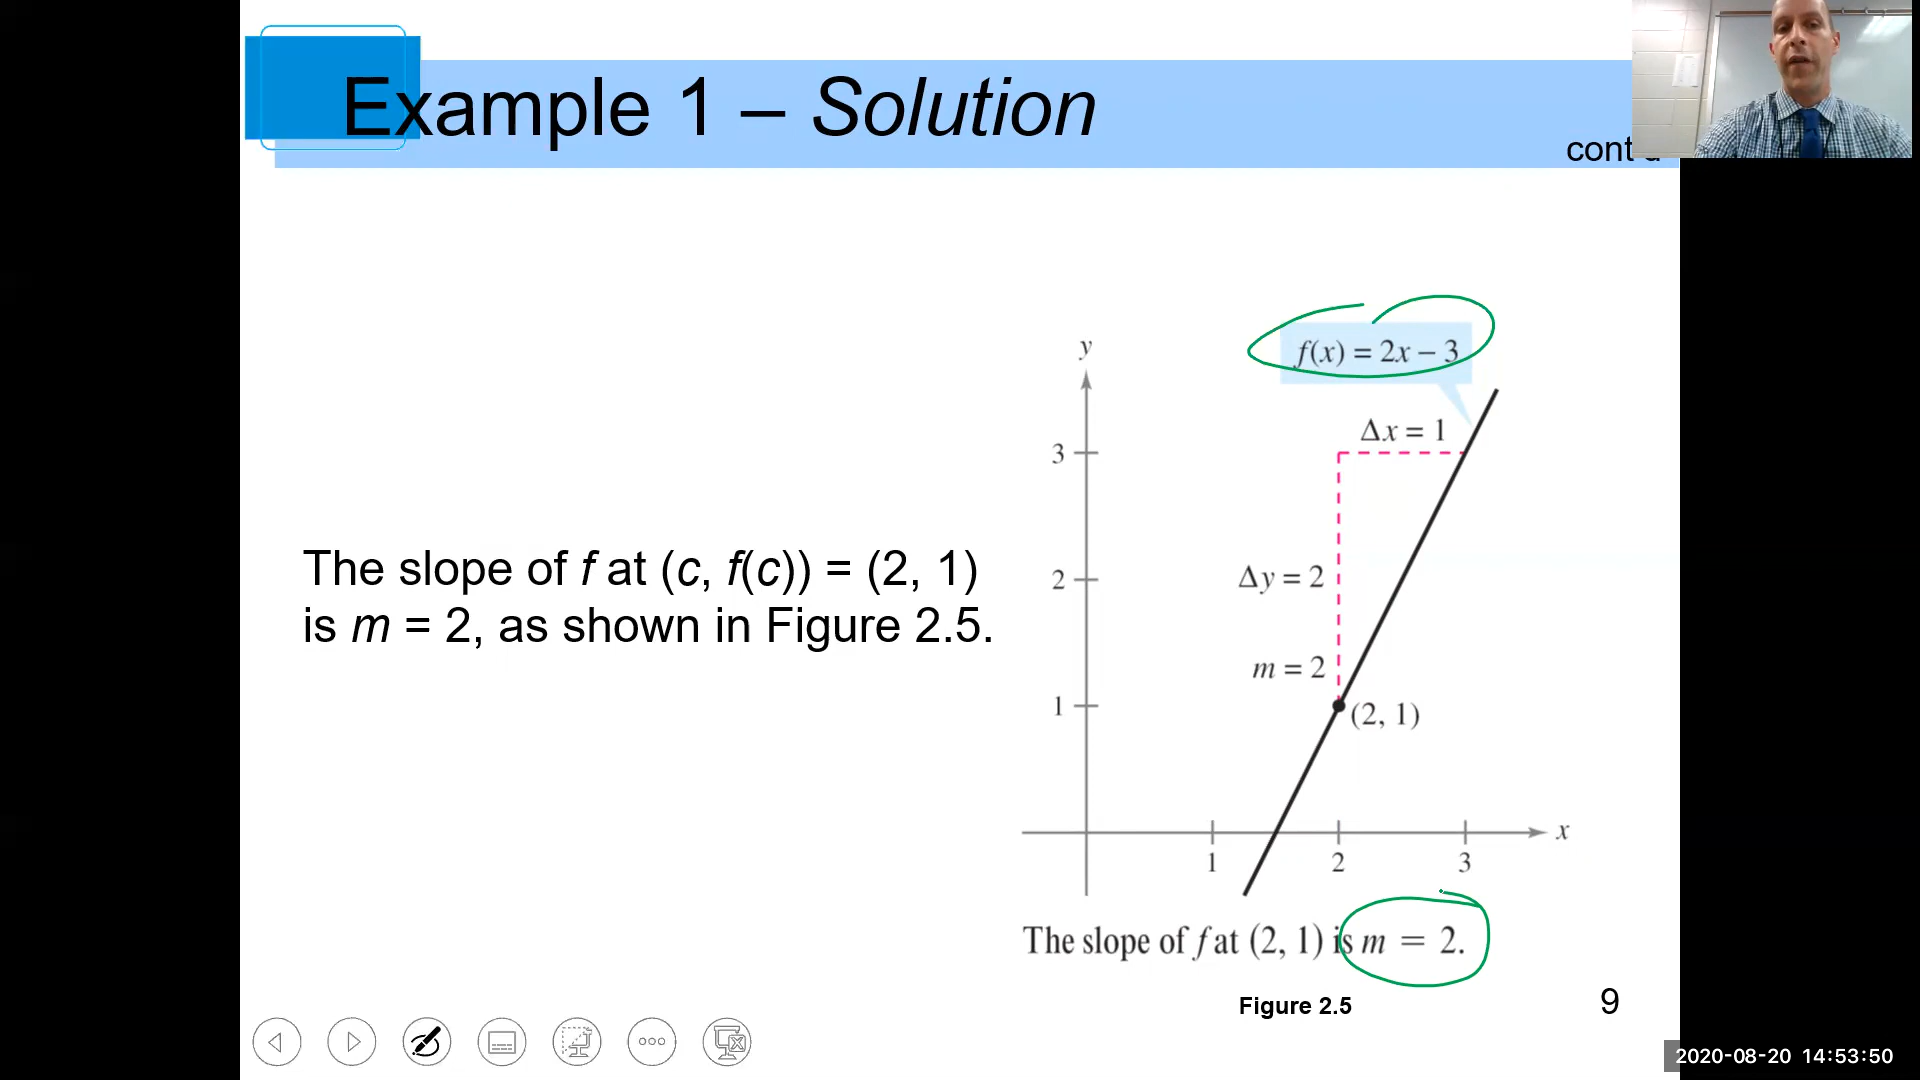 Example 1 – Solution
cont'd
f(x) = 2x – 3
y
Δx = 1
3
The slope of f at (c, f(c)) = (2, 1)
is m = 2, as shown in Figure 2.5.
2
Δy = 2
m = 2
1
(2, 1)
x
1 2 3
The slope of f at (2, 1) is m = 2.
Figure 2.5
9
2020-08-20 14:53:50